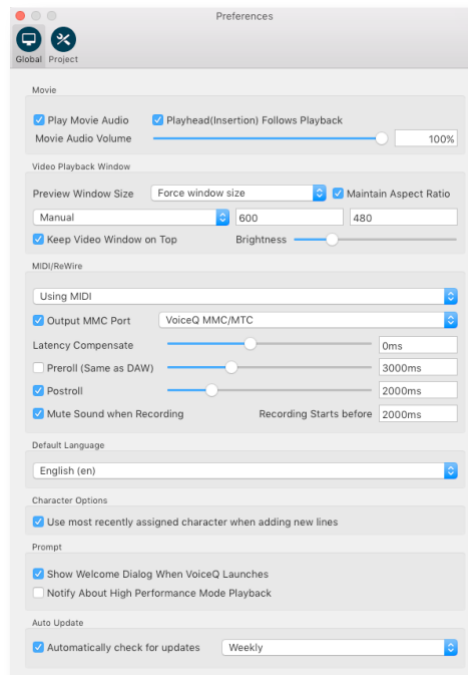 Preferences
Global Project
Movie
Play Movie Audio Playhead(Insertion) Follows Playback
Movie Audio Volume 100%
Video Playback Window
Preview Window Size Force window size Maintain Aspect Ratio
Manual 600 480
Keep Video Window on Top Brightness
MIDI/ReWire
Using MIDI
Output MMC Port VoiceQ MMC/MTC
Latency Compensate 0ms
Preroll (Same as DAW) 3000ms
Postroll 2000ms
Mute Sound when Recording Recording Starts before 2000ms
Default Language
English (en)
Character Options
Use most recently assigned character when adding new lines
Prompt
Show Welcome Dialog When VoiceQ Launches
Notify About High Performance Mode Playback
Auto Update
Automatically check for updates Weekly